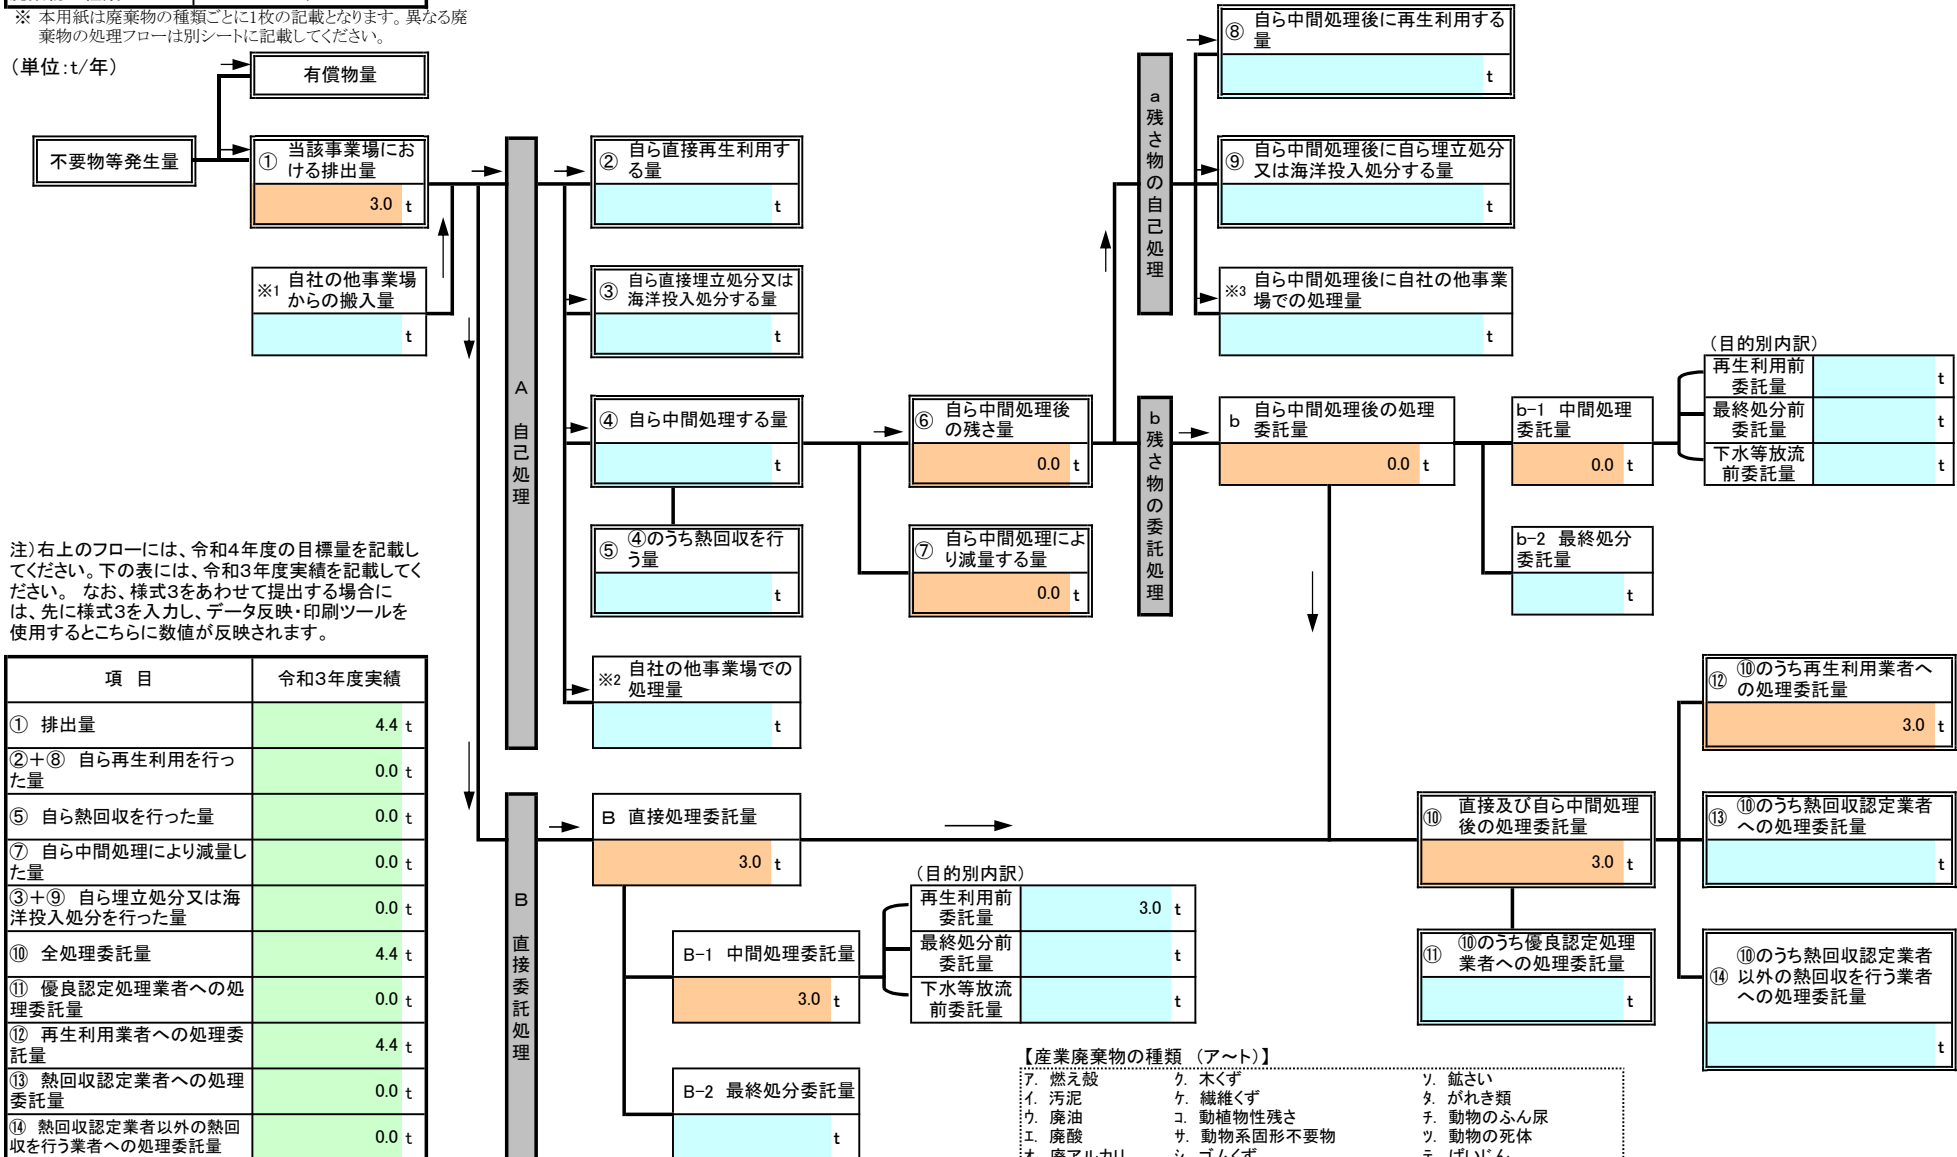 ※ 本用紙は廃棄物の種類ごとに1枚の記載となります。異なる廃
棄物の処理フローは別シートに記載してください。
(単位:t/年)
有償物量
不要物等発生量
① 当該事業場にお
ける排出量
3.0 t
※1 自社の他事業場
からの搬入量
t
A 自己処理
② 自ら直接再生利用す
る量
t
③ 自ら直接埋立処分又は
海洋投入処分する量
t
④ 自ら中間処理する量
t
⑤ ④のうち熱回収を行
う量
t
※2 自社の他事業場での
処理量
t
⑥ 自ら中間処理後
の残さ量
0.0 t
⑦ 自ら中間処理によ
り減量する量
0.0 t
a 残さ物の自己処理
⑧ 自ら中間処理後に再生利用する
量
t
⑨ 自ら中間処理後に自ら埋立処分
又は海洋投入処分する量
t
※3 自ら中間処理後に自社の他事業
場での処理量
t
b 残さ物の委託処理
b 自ら中間処理後の処理
委託量
0.0 t
b-1 中間処理
委託量
0.0 t
b-2 最終処分
委託量
t
(目的別内訳)
再生利用前
委託量
t
最終処分前
委託量
t
下水等放流
前委託量
t
注)右上のフローには、令和4年度の目標量を記載し
てください。下の表には、令和3年度実績を記載してく
ださい。 なお、様式3をあわせて提出する場合に
は、先に様式3を入力し、データ反映・印刷ツールを
使用するとこちらに数値が反映されます。
項 目 令和3年度実績
① 排出量 4.4 t
②+⑧ 自ら再生利用を行っ
た量 0.0 t
⑤ 自ら熱回収を行った量 0.0 t
⑦ 自ら中間処理により減量し
た量 0.0 t
③+⑨ 自ら埋立処分又は海
洋投入処分を行った量 0.0 t
⑩ 全処理委託量 4.4 t
⑪ 優良認定処理業者への処
理委託量 0.0 t
⑫ 再生利用業者への処理委
託量 4.4 t
⑬ 熱回収認定業者への処理
委託量 0.0 t
⑭ 熱回収認定業者以外の熱回
収を行う業者への処理委託量 0.0 t
B 直接委託処理
B 直接処理委託量
3.0 t
B-1 中間処理委託量
3.0 t
B-2 最終処分委託量
t
(目的別内訳)
再生利用前
委託量
3.0 t
最終処分前
委託量
t
下水等放流
前委託量
t
⑩ 直接及び自ら中間処理
後の処理委託量
3.0 t
⑪ ⑩のうち優良認定処理
業者への処理委託量
t
⑫ ⑩のうち再生利用業者へ
の処理委託量
3.0 t
⑬ ⑩のうち熱回収認定業者
への処理委託量
t
⑭ ⑩のうち熱回収認定業者
以外の熱回収を行う業者
への処理委託量
t
【産業廃棄物の種類 (ア~ト)】
ア. 燃え殻 ク. 木くず ソ. 鉱さい
イ. 汚泥 ケ. 繊維くず タ. がれき類
ウ. 廃油 コ. 動植物性残さ チ. 動物のふん尿
エ. 廃酸 サ. 動物系固形不要物 ツ. 動物の死体
オ. 廃アルカリ シ. ゴムくず テ. ばいじん